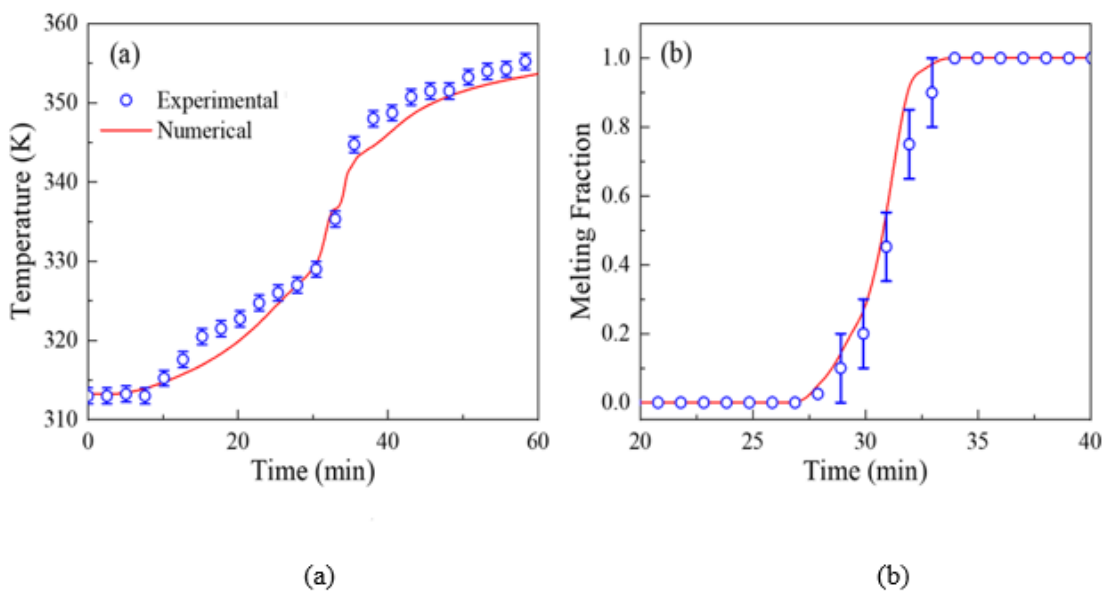 (a)
Experimental
Numerical
Temperature (K)
360
350
340
330
320
310
0
20
40
60
Time (min)
(b)
Melting Fraction
1.0
0.8
0.6
0.4
0.2
0.0
20
25
30
35
40
Time (min)
(a)
(b)